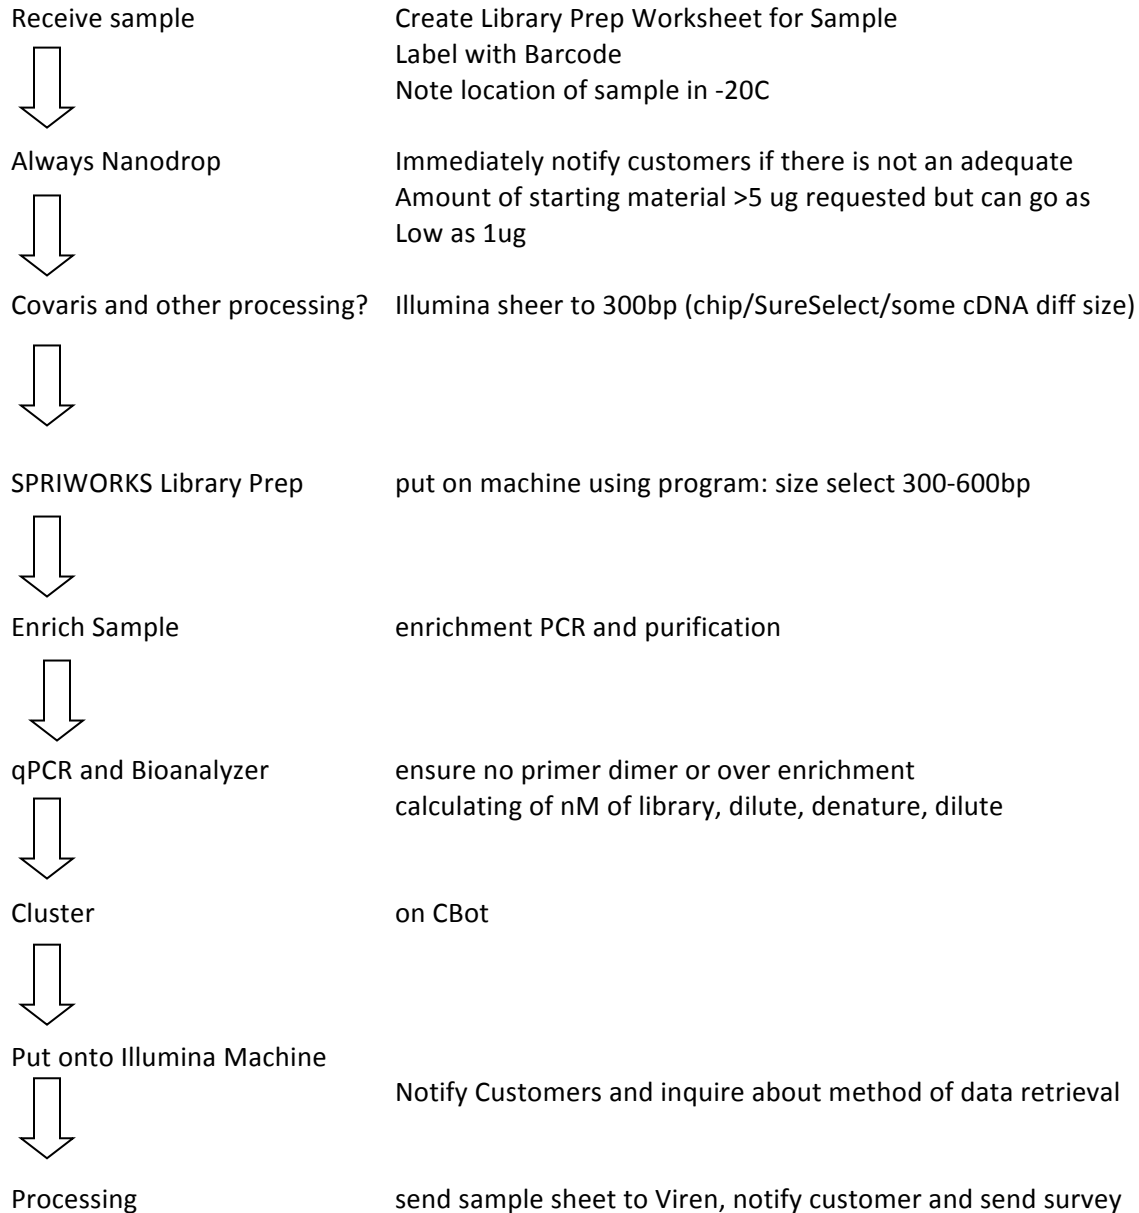 Receive sample Create Library Prep Worksheet for Sample
Label with Barcode
Note location of sample in -20C
Always Nanodrop Immediately notify customers if there is not an adequate
Amount of starting material >5 ug requested but can go as
Low as 1ug
Covaris and other processing? Illumina sheer to 300bp (chip/SureSelect/some cDNA diff size)
SPRIWORKS Library Prep put on machine using program: size select 300-600bp
Enrich Sample enrichment PCR and purification
qPCR and Bioanalyzer ensure no primer dimer or over enrichment
calculating of nM of library, dilute, denature, dilute
Cluster on CBot
Put onto Illumina Machine
Notify Customers and inquire about method of data retrieval
Processing send sample sheet to Viren, notify customer and send survey